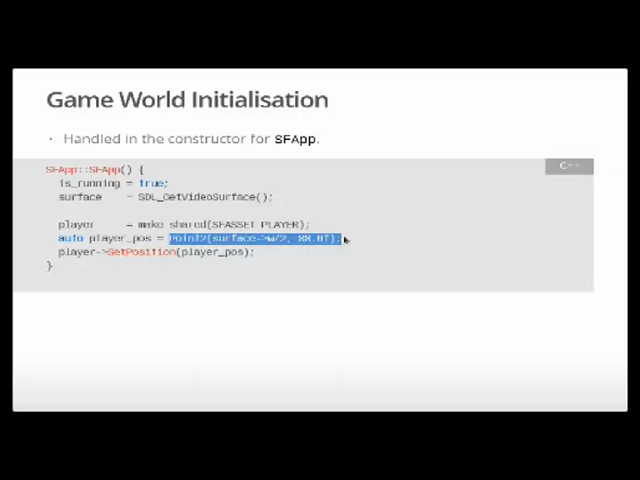 Game World Initialisation
· Handled in the constructor for SFApp.
C++
SFApp::SFApp() {
is_running = true;
surface = SDL_GetVideoSurface();
player = make_shared(SFASSET_PLAYER);
auto player_pos = Point2(surface->w/2, 88.0f);
player->SetPosition(player_pos);
}